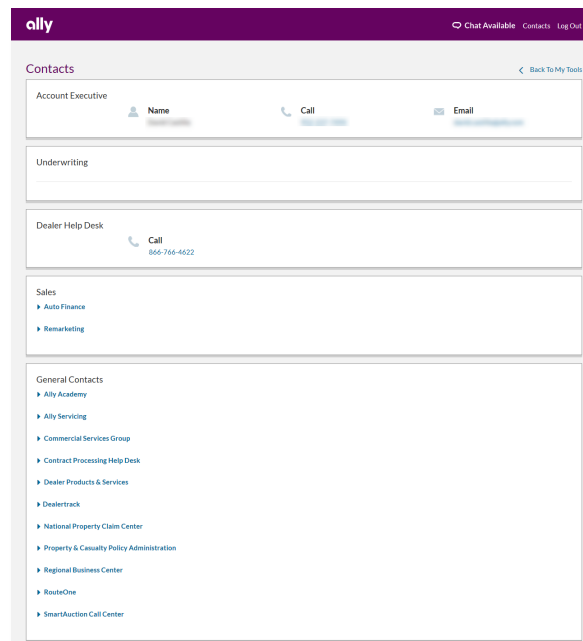 ally
Chat Available Contacts Log Out
Contacts
Back To My Tools
Account Executive
Name
Call
Email
Underwriting
Dealer Help Desk
Call
866-766-4622
Sales
Auto Finance
Remarketing
General Contacts
Ally Academy
Ally Servicing
Commercial Services Group
Contract Processing Help Desk
Dealer Products & Services
Dealertrack
National Property Claim Center
Property & Casualty Policy Administration
Regional Business Center
RouteOne
SmartAuction Call Center